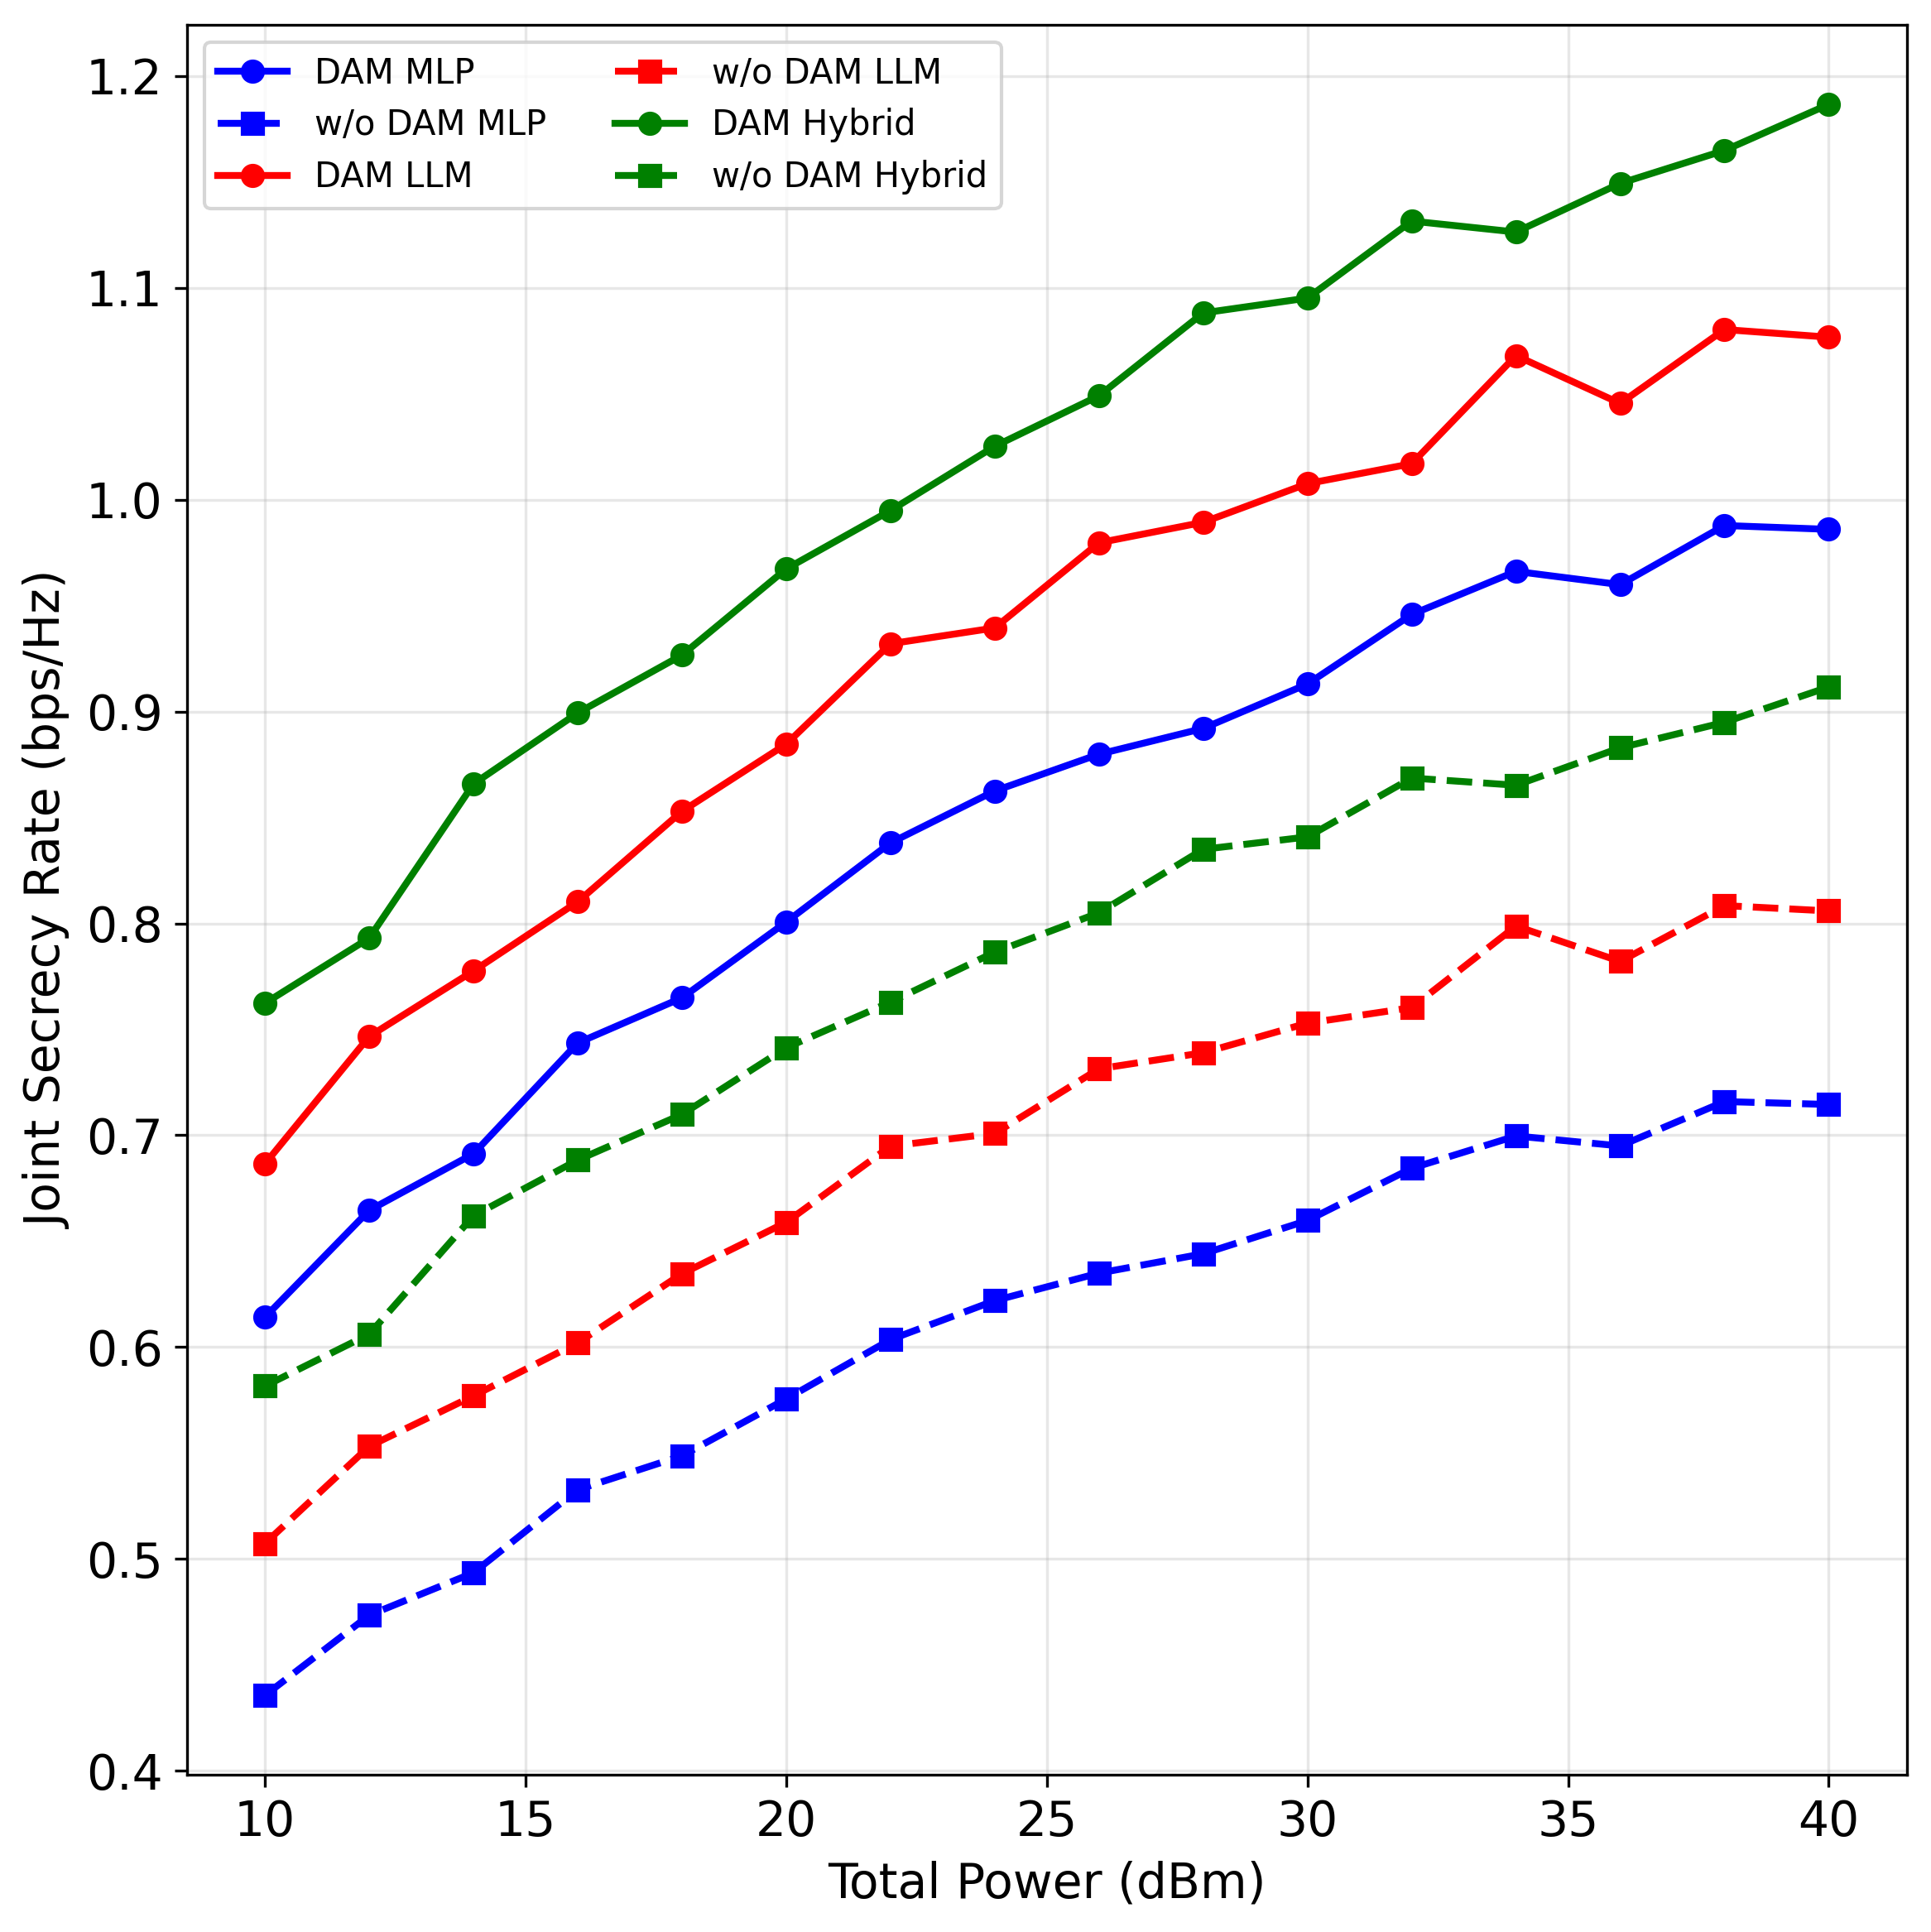 DAM MLP
w/o DAM MLP
DAM LLM
w/o DAM LLM
DAM Hybrid
w/o DAM Hybrid
Joint Secrecy Rate (bps/Hz)
1.2
1.1
1.0
0.9
0.8
0.7
0.6
0.5
0.4
10 15 20 25 30 35 40
Total Power (dBm)